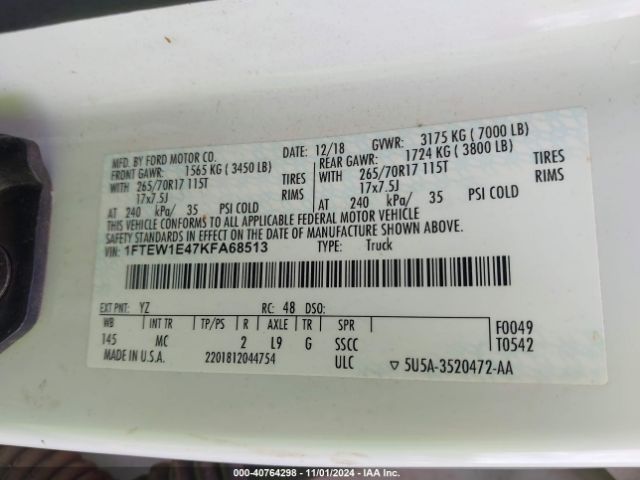 MFD. BY FORD MOTOR CO. DATE: 12/18 GVWR: 3175 KG ( 7000 LB)
FRONT GAWR: 1565 KG ( 3450 LB) REAR GAWR: 1724 KG ( 3800 LB)
WITH 265/70R17 115T TIRES WITH 265/70R17 115T TIRES
17x7.5J RIMS 17x7.5J RIMS
AT 240 kPa/ 35 PSI COLD AT 240 kPa/ 35 PSI COLD
THIS VEHICLE CONFORMS TO ALL APPLICABLE FEDERAL MOTOR VEHICLE
SAFETY STANDARDS IN EFFECT ON THE DATE OF MANUFACTURE SHOWN ABOVE.
VIN: 1FTEW1E47KFA68513 TYPE: Truck
EXT PNT: YZ RC: 48 DSO:
WB INT TR TP/PS R AXLE TR SPR F0049
145 MC 2 L9 G SSCC T0542
MADE IN U.S.A. 2201812044754 ULC 5U5A-3520472-AA
000-40764298 - 11/01/2024 - IAA Inc.